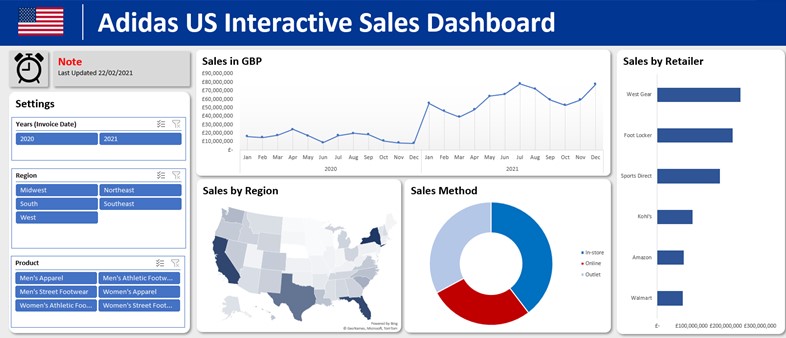 Adidas US Interactive Sales Dashboard
Note
Last Updated 22/02/2021
Settings
Years (Invoice Date)
2020
2021
Region
Midwest
Northeast
South
Southeast
West
Product
Men's Apparel
Men's Athletic Footw...
Men's Street Footwear
Women's Apparel
Women's Athletic Foo...
Women's Street Foot...
Sales in GBP
£90,000,000
£80,000,000
£70,000,000
£60,000,000
£50,000,000
£40,000,000
£30,000,000
£20,000,000
£10,000,000
£-
Jan Feb Mar Apr May Jun Jul Aug Sep Oct Nov Dec Jan Feb Mar Apr May Jun Jul Aug Sep Oct Nov Dec
2020 2021
Sales by Region
Powered by Bing
© GeoNames, Microsoft, TomTom
Sales Method
In-store
Online
Outlet
Sales by Retailer
West Gear
Foot Locker
Sports Direct
Kohl's
Amazon
Walmart
£- £100,000,000 £200,000,000 £300,000,000